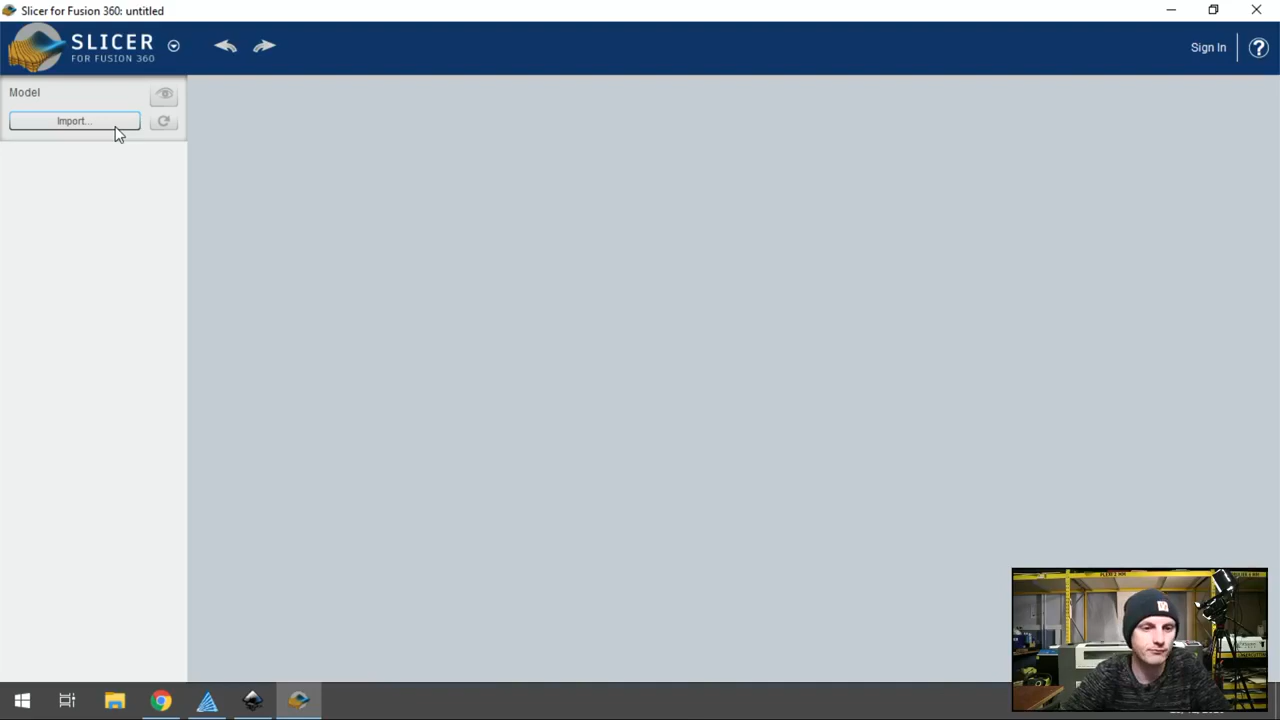 Slicer for Fusion 360: untitled
SLICER
FOR FUSION 360
Sign In
?
Model
Import...